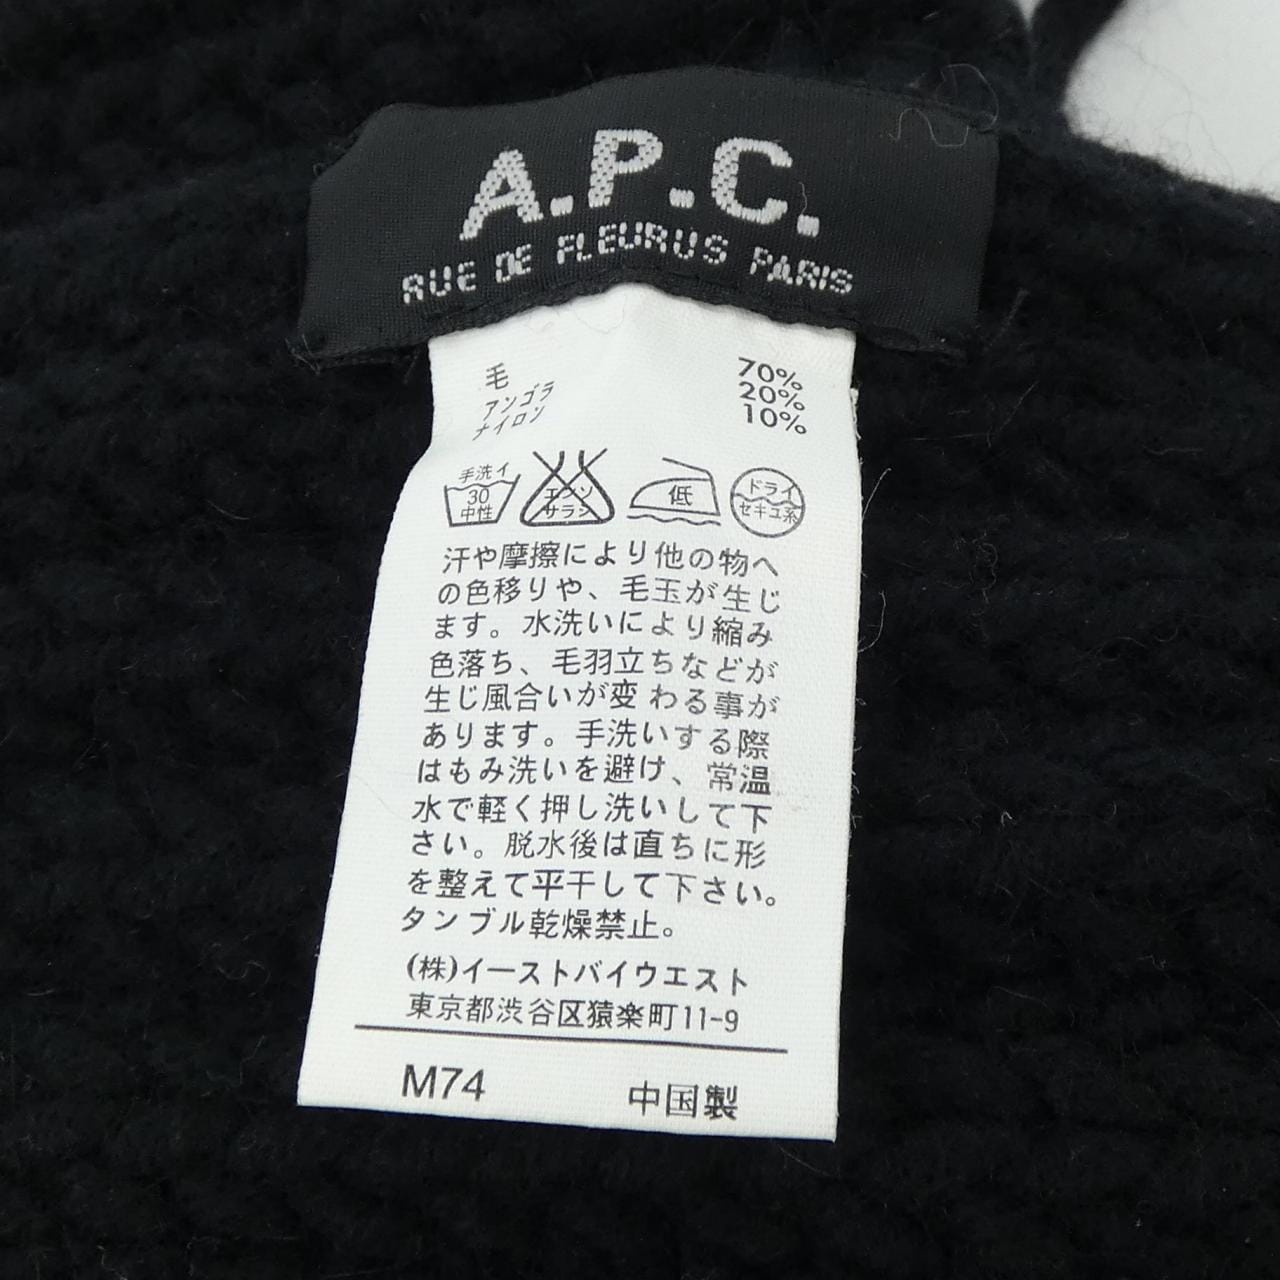 A.P.C.
RUE DE FLEURUS PARIS
毛 70%
アンゴラ 20%
ナイロン 10%
手洗イ
30
中性
エンソ
サラシ
低
ドライ
セキユ系
汗や摩擦により他の物へ
の色移りや、毛玉が生じ
ます。水洗いにより縮み
色落ち、毛羽立ちなどが
生じ風合いが変わる事が
あります。手洗いする際
はもみ洗いを避け、常温
水で軽く押し洗いして下
さい。脱水後は直ちに形
を整えて平干して下さい。
タンブル乾燥禁止。
(株)イーストバイウエスト
東京都渋谷区猿楽町11-9
M74 中国製